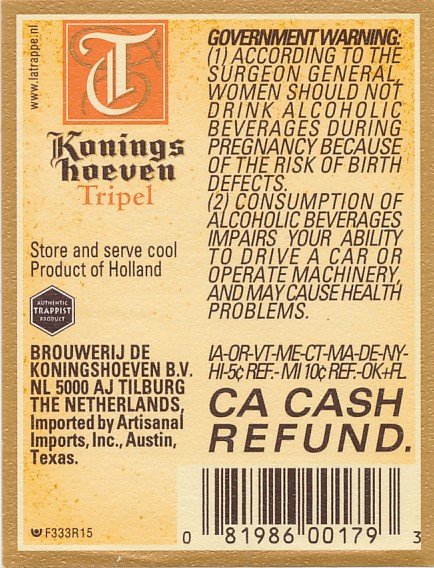 www.latrappe.nl
T
Konings
hoeven
Tripel
Store and serve cool
Product of Holland
AUTHENTIC
TRAPPIST
PRODUCT
BROUWERIJ DE
KONINGSHOEVEN B.V.
NL 5000 AJ TILBURG
THE NETHERLANDS,
Imported by Artisanal
Imports, Inc., Austin,
Texas.
F333R15
GOVERNMENT WARNING:
(1) ACCORDING TO THE
SURGEON GENERAL,
WOMEN SHOULD NOT
DRINK ALCOHOLIC
BEVERAGES DURING
PREGNANCY BECAUSE
OF THE RISK OF BIRTH
DEFECTS.
(2) CONSUMPTION OF
ALCOHOLIC BEVERAGES
IMPAIRS YOUR ABILITY
TO DRIVE A CAR OR
OPERATE MACHINERY,
AND MAY CAUSE HEALTH
PROBLEMS.
IA-OR-VT-ME-CT-MA-DE-NY-
HI-5¢ REF.- MI 10¢ REF.-OK+FL
CA CASH
REFUND.
0 81986 00179 3